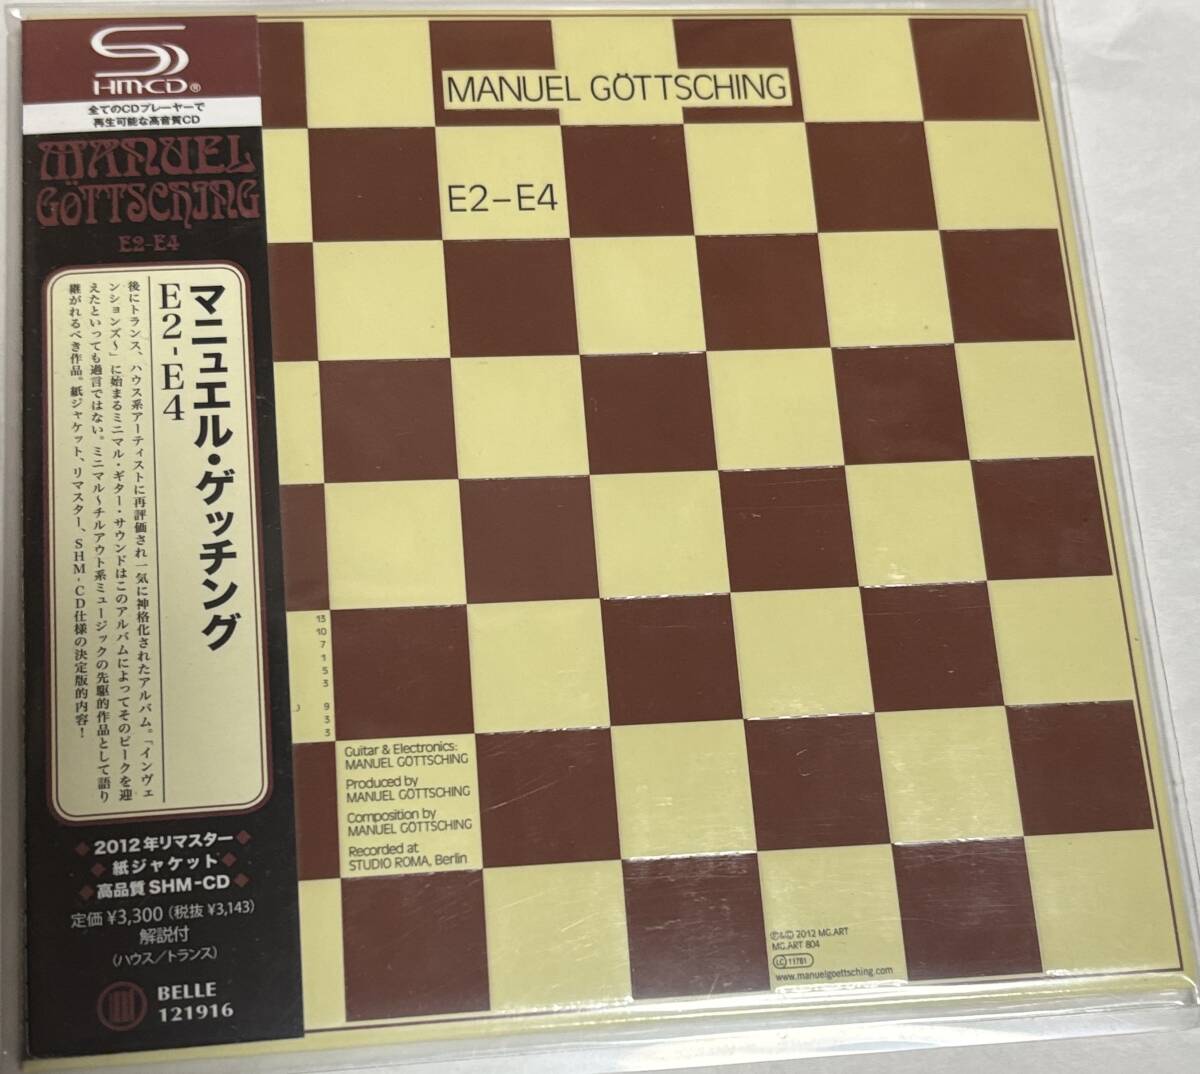 SHM-CD®
全てのCDプレーヤーで
再生可能な高音質CD
MANUEL
GÖTTSCHING
E2-E4
マニュエル・ゲッチング
E2-E4
後にトランス、ハウス系アーティストに再評価され一気に神格化されたアルバム。「インヴェ
ンションズ〜」に始まるミニマル・ギター・サウンドはこのアルバムによってそのピークを迎
えたといっても過言ではない。ミニマル〜チルアウト系ミュージックの先駆的作品として語り
継がれるべき作品。紙ジャケット、リマスター、SHM-CD仕様の決定版的内容！
◆2012年リマスター◆
◆紙ジャケット◆
◆高品質SHM-CD◆
定価 ¥3,300 (税抜 ¥3,143)
解説付
(ハウス／トランス)
BELLE
121916
MANUEL GÖTTSCHING
E2–E4
13
10
7
1
5
3
9
3
3
Guitar & Electronics:
MANUEL GÖTTSCHING
Produced by
MANUEL GÖTTSCHING
Composition by
MANUEL GÖTTSCHING
Recorded at
STUDIO ROMA, Berlin
℗&© 2012 MG.ART
MG.ART 804
LC 11781
www.manuelgoettsching.com